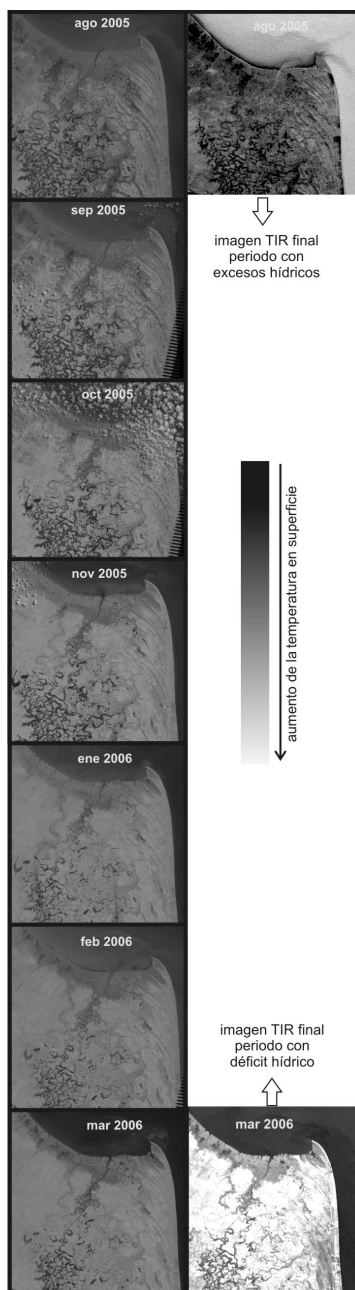 ago 2005
ago 2005
imagen TIR final
periodo con
excesos hídricos
sep 2005
oct 2005
aumento de la temperatura en superficie
nov 2005
ene 2006
feb 2006
imagen TIR final
periodo con
déficit hídrico
mar 2006
mar 2006